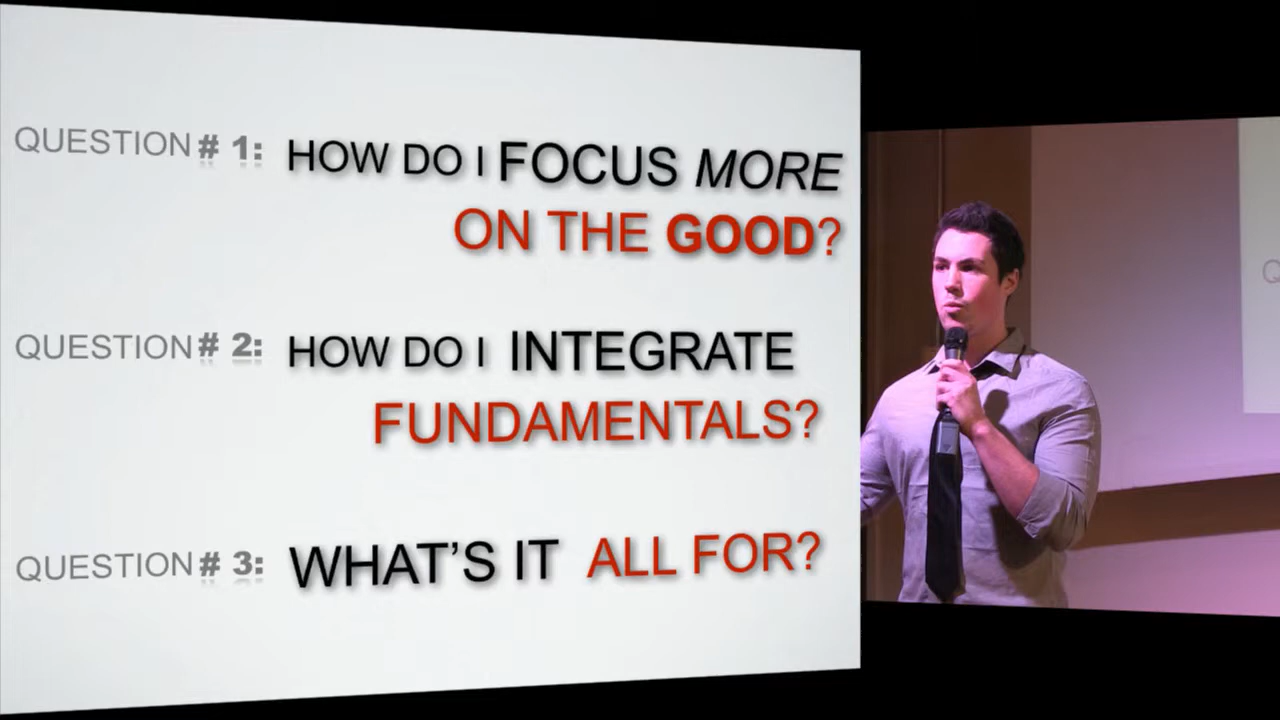 QUESTION # 1: HOW DO I FOCUS MORE
ON THE GOOD?
QUESTION # 2: HOW DO I INTEGRATE
FUNDAMENTALS?
QUESTION # 3: WHAT'S IT ALL FOR?